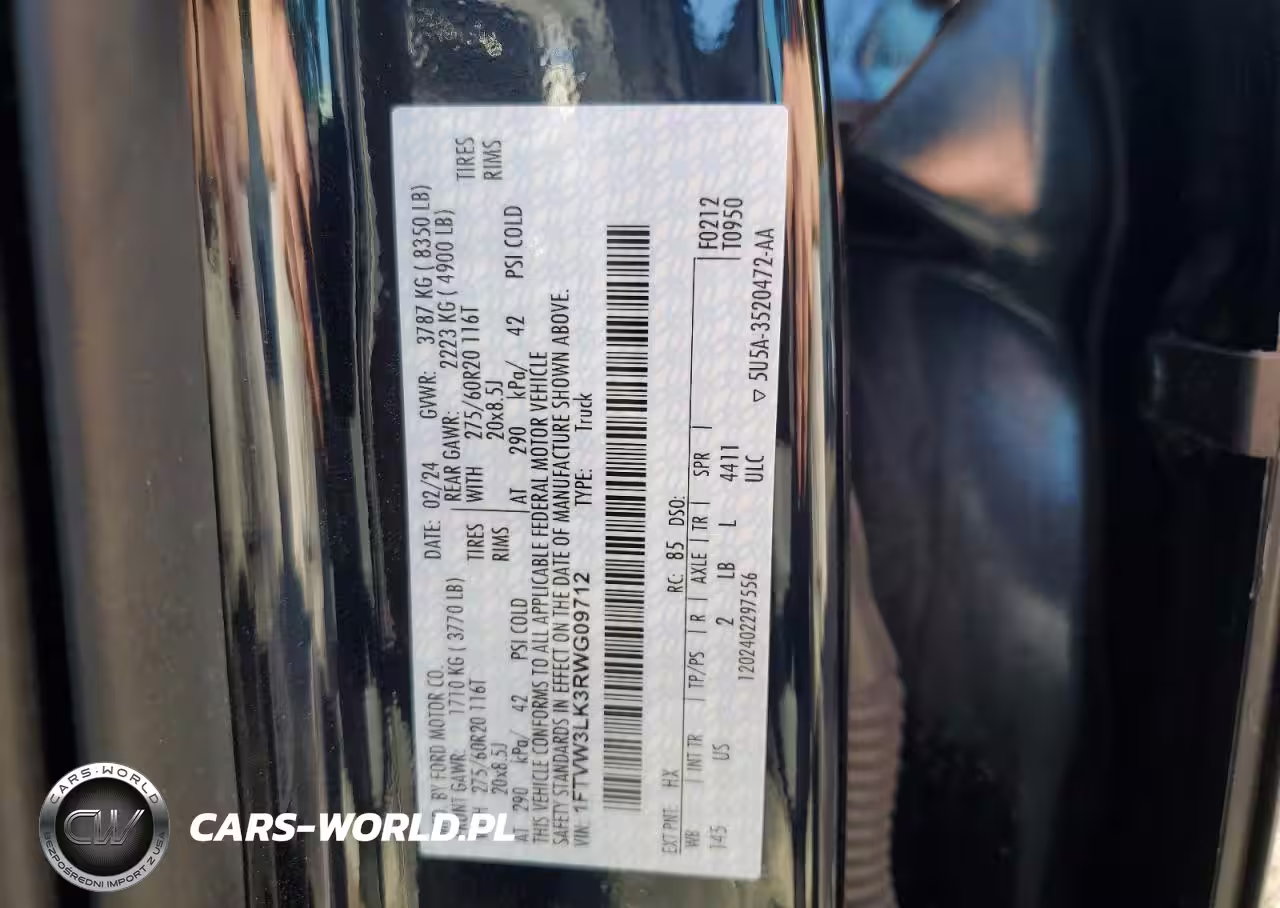 MFD. BY FORD MOTOR CO. DATE: 02/24 GVWR: 3787 KG ( 8350 LB)
FRONT GAWR: 1710 KG ( 3770 LB) REAR GAWR: 2223 KG ( 4900 LB)
WITH 275/60R20 116T TIRES WITH 275/60R20 116T TIRES
20x8.5J RIMS 20x8.5J RIMS
AT 290 kPa/ 42 PSI COLD AT 290 kPa/ 42 PSI COLD
THIS VEHICLE CONFORMS TO ALL APPLICABLE FEDERAL MOTOR VEHICLE
SAFETY STANDARDS IN EFFECT ON THE DATE OF MANUFACTURE SHOWN ABOVE.
VIN: 1FTVW3LK3RWG09712 TYPE: Truck
EXT PNT: HX RC: 85 DSO: F0212
WB INT TR TP/PS R AXLE TR SPR T0950
145 US 2 LB L 4411
ULC
1202402297556 ▽ 5U5A-3520472-AA
CARS-WORLD
CW
BEZPOŚREDNI IMPORT Z USA
CARS-WORLD.PL